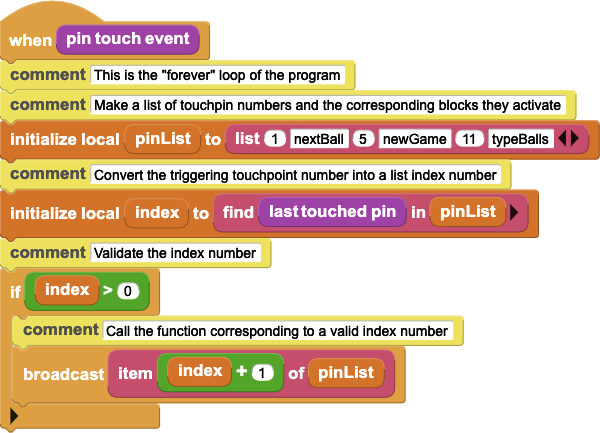 when pin touch event
comment This is the "forever" loop of the program
comment Make a list of touchpin numbers and the corresponding blocks they activate
initialize local pinList to list 1 nextBall 5 newGame 11 typeBalls
comment Convert the triggering touchpoint number into a list index number
initialize local index to find last touched pin in pinList
comment Validate the index number
if index > 0
comment Call the function corresponding to a valid index number
broadcast item index + 1 of pinList